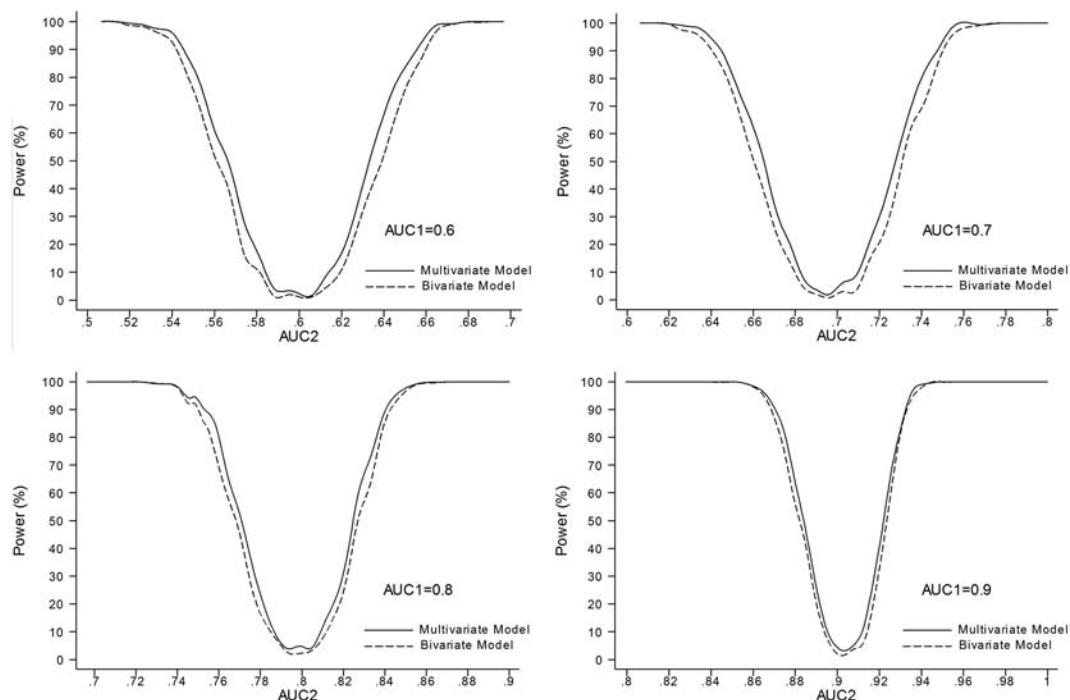 100
90
80
70
60
50
40
30
20
10
0
Power (%)
AUC1=0.6
Multivariate Model
Bivariate Model
.5 .52 .54 .56 .58 .6 .62 .64 .66 .68 .7
AUC2
100
90
80
70
60
50
40
30
20
10
0
Power (%)
AUC1=0.7
Multivariate Model
Bivariate Model
.6 .62 .64 .66 .68 .70 .72 .74 .76 .78 .8
AUC2
100
90
80
70
60
50
40
30
20
10
0
Power (%)
AUC1=0.8
Multivariate Model
Bivariate Model
.7 .72 .74 .76 .78 .80 .82 .84 .86 .88 .9
AUC2
100
90
80
70
60
50
40
30
20
10
0
Power (%)
AUC1=0.9
Multivariate Model
Bivariate Model
.8 .82 .84 .86 .88 .90 .92 .94 .96 .98 1
AUC2